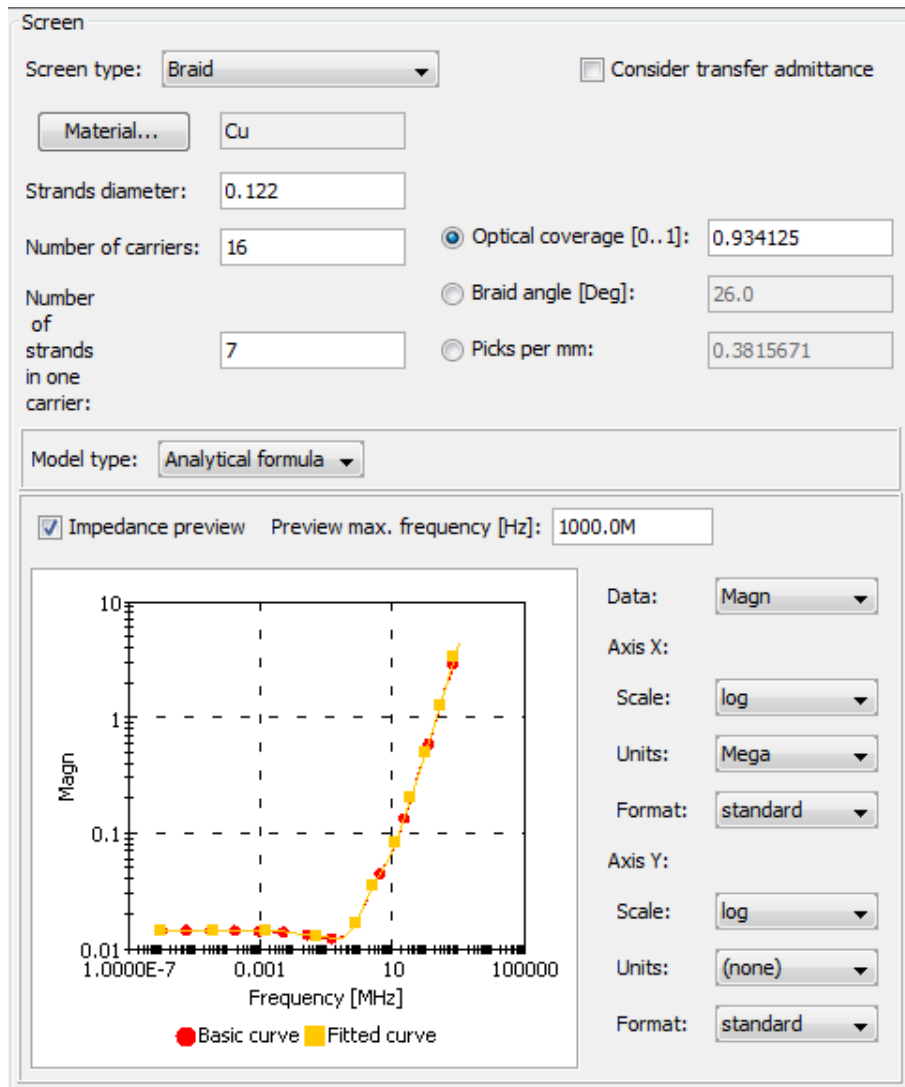 Screen
Screen type: Braid Consider transfer admittance
Material... Cu
Strands diameter: 0.122
Number of carriers: 16 Optical coverage [0..1]: 0.934125
Braid angle [Deg]: 26.0
Number
of
strands
in one
carrier:
7 Picks per mm: 0.3815671
Model type: Analytical formula
Impedance preview Preview max. frequency [Hz]: 1000.0M
10
1
0.1
0.01
Magn
1.00000E-7 0.001 10 100000
Frequency [MHz]
Basic curve Fitted curve
Data: Magn
Axis X:
Scale: log
Units: Mega
Format: standard
Axis Y:
Scale: log
Units: (none)
Format: standard